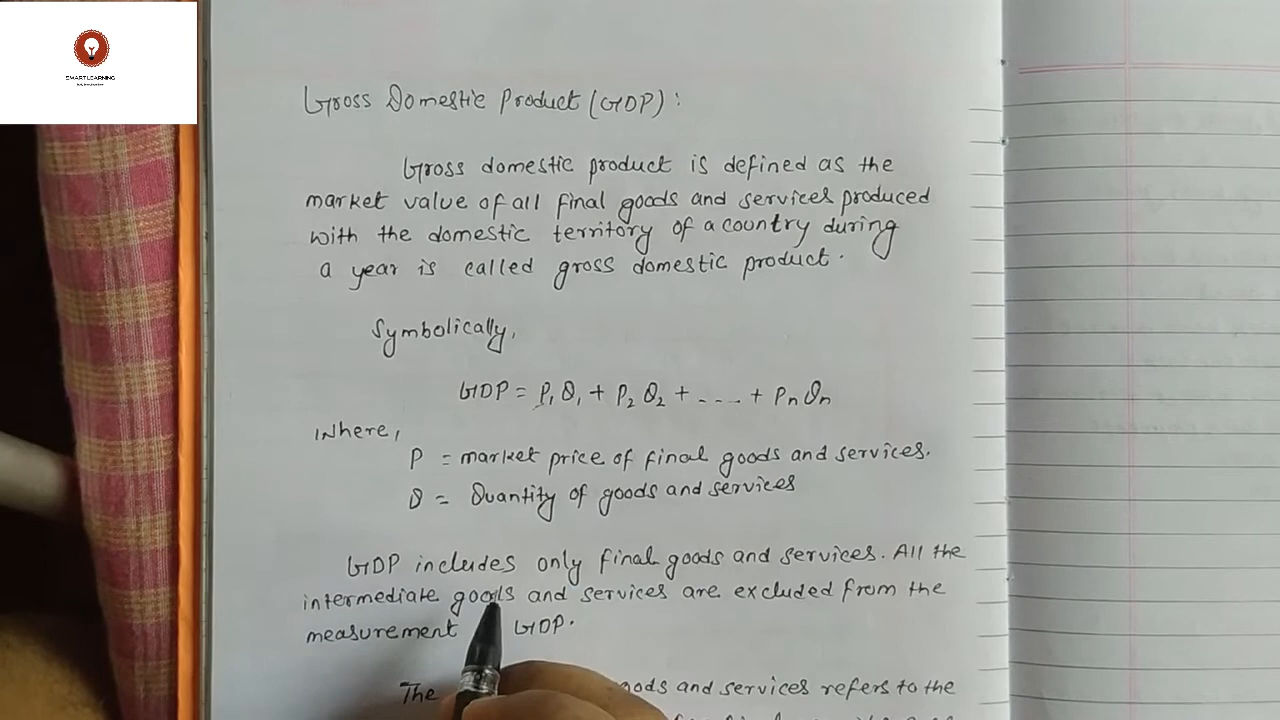 SMART LEARNING
Gross Domestic Product (GDP):
Gross domestic product is defined as the
market value of all final goods and services produced
with the domestic territory of a country during
a year is called gross domestic product.
Symbolically,
GDP = P₁Q₁ + P₂Q₂ + ----- + PₙQₙ
Where,
P = market price of final goods and services.
Q = Quantity of goods and services
GDP includes only final goods and services. All the
intermediate goods and services are excluded from the
measurement GDP.
The goods and services refers to the